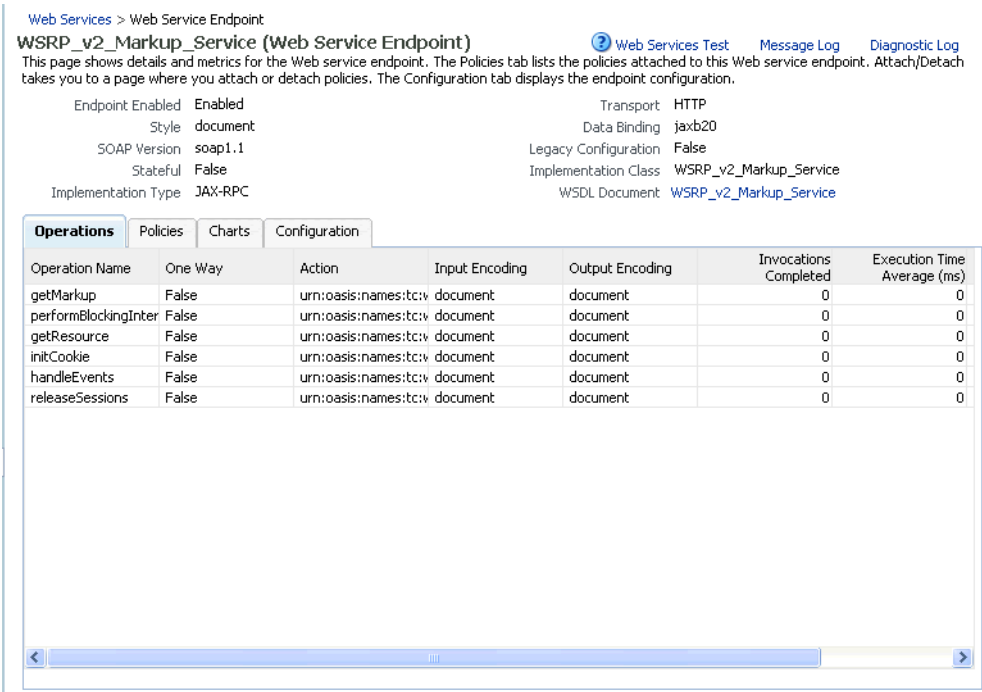 Web Services > Web Service Endpoint
WSRP_v2_Markup_Service (Web Service Endpoint)
? Web Services Test Message Log Diagnostic Log
This page shows details and metrics for the Web service endpoint. The Policies tab lists the policies attached to this Web service endpoint. Attach/Detach
takes you to a page where you attach or detach policies. The Configuration tab displays the endpoint configuration.
Endpoint Enabled Enabled Transport HTTP
Style document Data Binding jaxb20
SOAP Version soap1.1 Legacy Configuration False
Stateful False Implementation Class WSRP_v2_Markup_Service
Implementation Type JAX-RPC WSDL Document WSRP_v2_Markup_Service
Operations Policies Charts Configuration
Operation Name One Way Action Input Encoding Output Encoding Invocations Completed Execution Time Average (ms)
getMarkup False urn:oasis:names:tc:w document document 0 0
performBlockingInter False urn:oasis:names:tc:w document document 0 0
getResource False urn:oasis:names:tc:w document document 0 0
initCookie False urn:oasis:names:tc:w document document 0 0
handleEvents False urn:oasis:names:tc:w document document 0 0
releaseSessions False urn:oasis:names:tc:w document document 0 0